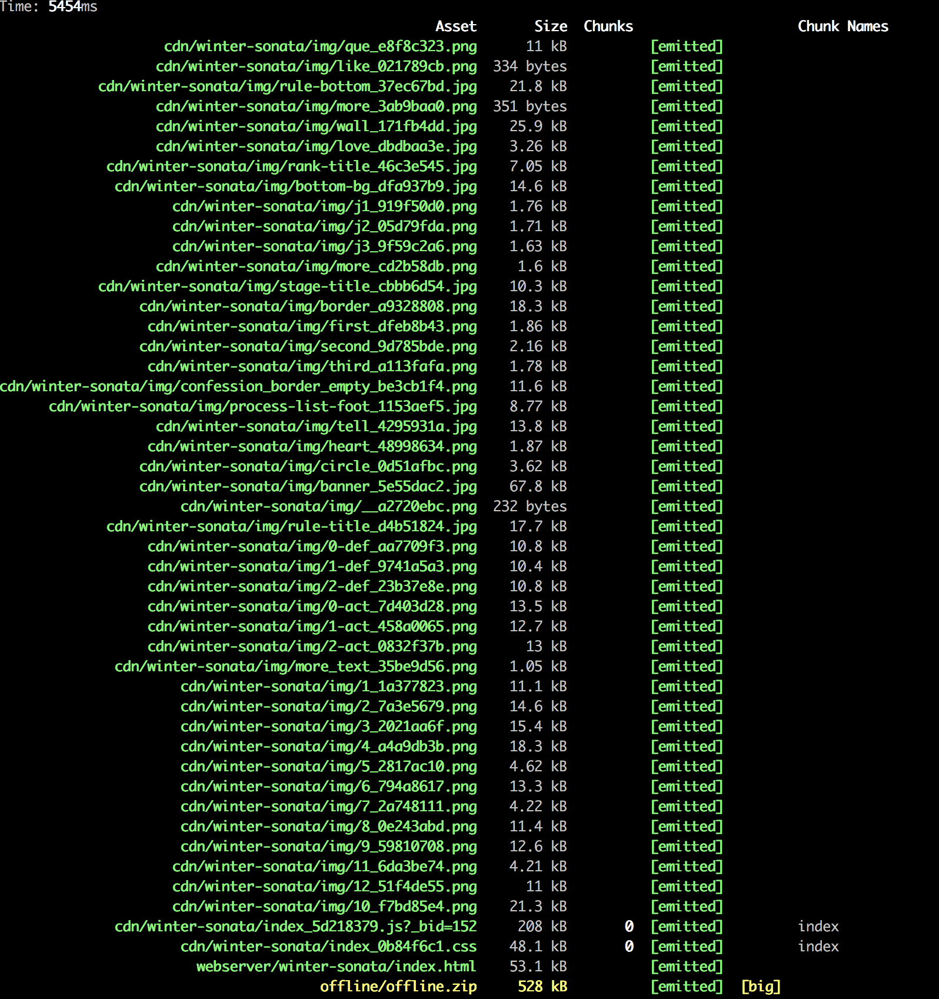 Time: 5454ms
Asset Size Chunks Chunk Names
cdn/winter-sonata/img/que_e8f8c323.png 11 kB [emitted]
cdn/winter-sonata/img/like_021789cb.png 334 bytes [emitted]
cdn/winter-sonata/img/rule-bottom_37ec67bd.jpg 21.8 kB [emitted]
cdn/winter-sonata/img/more_3ab9baa0.png 351 bytes [emitted]
cdn/winter-sonata/img/wall_171fb4dd.jpg 25.9 kB [emitted]
cdn/winter-sonata/img/love_dbdbaa3e.jpg 3.26 kB [emitted]
cdn/winter-sonata/img/rank-title_46c3e545.jpg 7.05 kB [emitted]
cdn/winter-sonata/img/bottom-bg_dfa937b9.jpg 14.6 kB [emitted]
cdn/winter-sonata/img/j1_919f50d0.png 1.76 kB [emitted]
cdn/winter-sonata/img/j2_05d79fda.png 1.71 kB [emitted]
cdn/winter-sonata/img/j3_9f59c2a6.png 1.63 kB [emitted]
cdn/winter-sonata/img/more_cd2b58db.png 1.6 kB [emitted]
cdn/winter-sonata/img/stage-title_cbbb6d54.jpg 10.3 kB [emitted]
cdn/winter-sonata/img/border_a9328808.png 18.3 kB [emitted]
cdn/winter-sonata/img/first_dfeb8b43.png 1.86 kB [emitted]
cdn/winter-sonata/img/second_9d785bde.png 2.16 kB [emitted]
cdn/winter-sonata/img/third_a113fafa.png 1.78 kB [emitted]
cdn/winter-sonata/img/confession_border_empty_be3cb1f4.png 11.6 kB [emitted]
cdn/winter-sonata/img/process-list-foot_1153aef5.jpg 8.77 kB [emitted]
cdn/winter-sonata/img/tell_4295931a.jpg 13.8 kB [emitted]
cdn/winter-sonata/img/heart_48998634.png 1.87 kB [emitted]
cdn/winter-sonata/img/circle_0d51afbc.png 3.62 kB [emitted]
cdn/winter-sonata/img/banner_5e55dac2.jpg 67.8 kB [emitted]
cdn/winter-sonata/img/__a2720ebc.png 232 bytes [emitted]
cdn/winter-sonata/img/rule-title_d4b51824.jpg 17.7 kB [emitted]
cdn/winter-sonata/img/0-def_aa7709f3.png 10.8 kB [emitted]
cdn/winter-sonata/img/1-def_9741a5a3.png 10.4 kB [emitted]
cdn/winter-sonata/img/2-def_23b37e8e.png 10.8 kB [emitted]
cdn/winter-sonata/img/0-act_7d403d28.png 13.5 kB [emitted]
cdn/winter-sonata/img/1-act_458a0065.png 12.7 kB [emitted]
cdn/winter-sonata/img/2-act_0832f37b.png 13 kB [emitted]
cdn/winter-sonata/img/more_text_35be9d56.png 1.05 kB [emitted]
cdn/winter-sonata/img/1_1a377823.png 11.1 kB [emitted]
cdn/winter-sonata/img/2_7a3e5679.png 14.6 kB [emitted]
cdn/winter-sonata/img/3_2021aa6f.png 15.4 kB [emitted]
cdn/winter-sonata/img/4_a4a9db3b.png 18.3 kB [emitted]
cdn/winter-sonata/img/5_2817ac10.png 4.62 kB [emitted]
cdn/winter-sonata/img/6_794a8617.png 13.3 kB [emitted]
cdn/winter-sonata/img/7_2a748111.png 4.22 kB [emitted]
cdn/winter-sonata/img/8_0e243abd.png 11.4 kB [emitted]
cdn/winter-sonata/img/9_59810708.png 12.6 kB [emitted]
cdn/winter-sonata/img/11_6da3be74.png 4.21 kB [emitted]
cdn/winter-sonata/img/12_51f4de55.png 11 kB [emitted]
cdn/winter-sonata/img/10_f7bd85e4.png 21.3 kB [emitted]
cdn/winter-sonata/index_5d218379.js?_bid=152 208 kB 0 [emitted] index
cdn/winter-sonata/index_0b84f6c1.css 48.1 kB 0 [emitted] index
webserver/winter-sonata/index.html 53.1 kB [emitted]
offline/offline.zip 528 kB [emitted] [big]